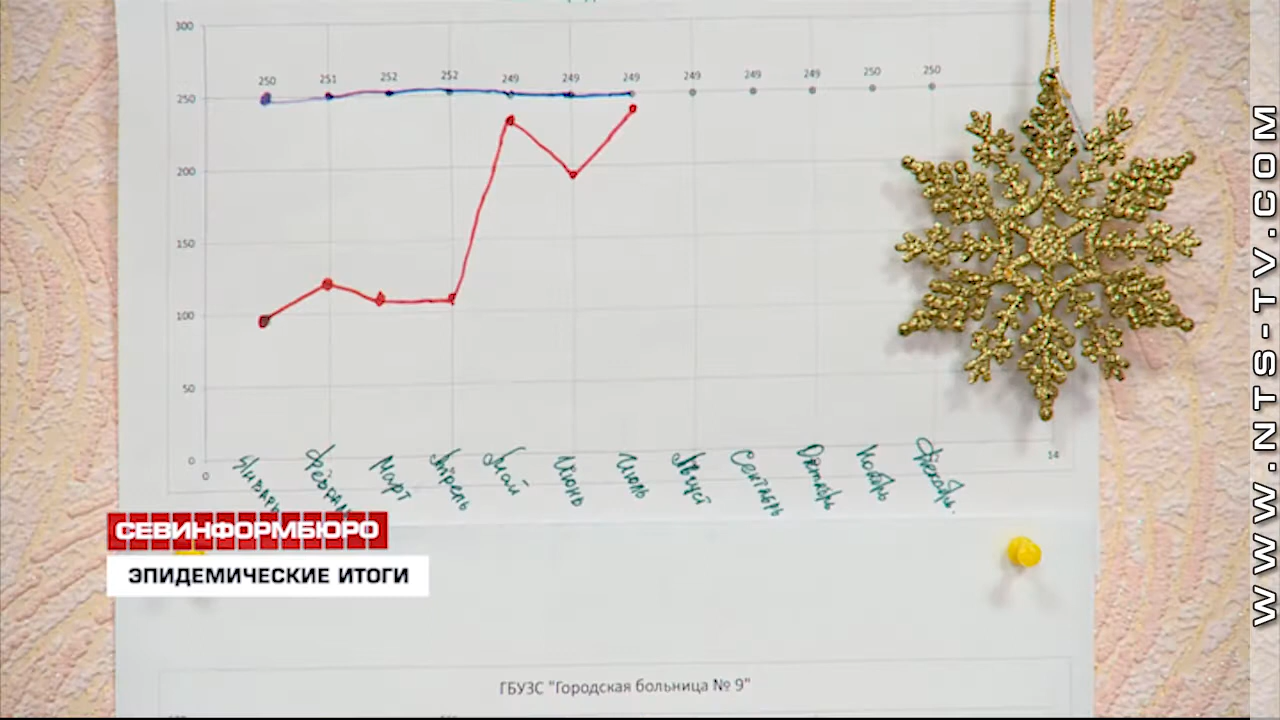 300
250 251 252 252 249 249 249 249 249 249 250 250
250
200
150
100
50
0
0 14
Январь Февраль Март Апрель Май Июнь Июль Август Сентябрь Октябрь Ноябрь Декабрь
СЕВИНФОРМБЮРО
ЭПИДЕМИЧЕСКИЕ ИТОГИ
ГБУЗС "Городская больница № 9"
WWW.NTS-TV.COM